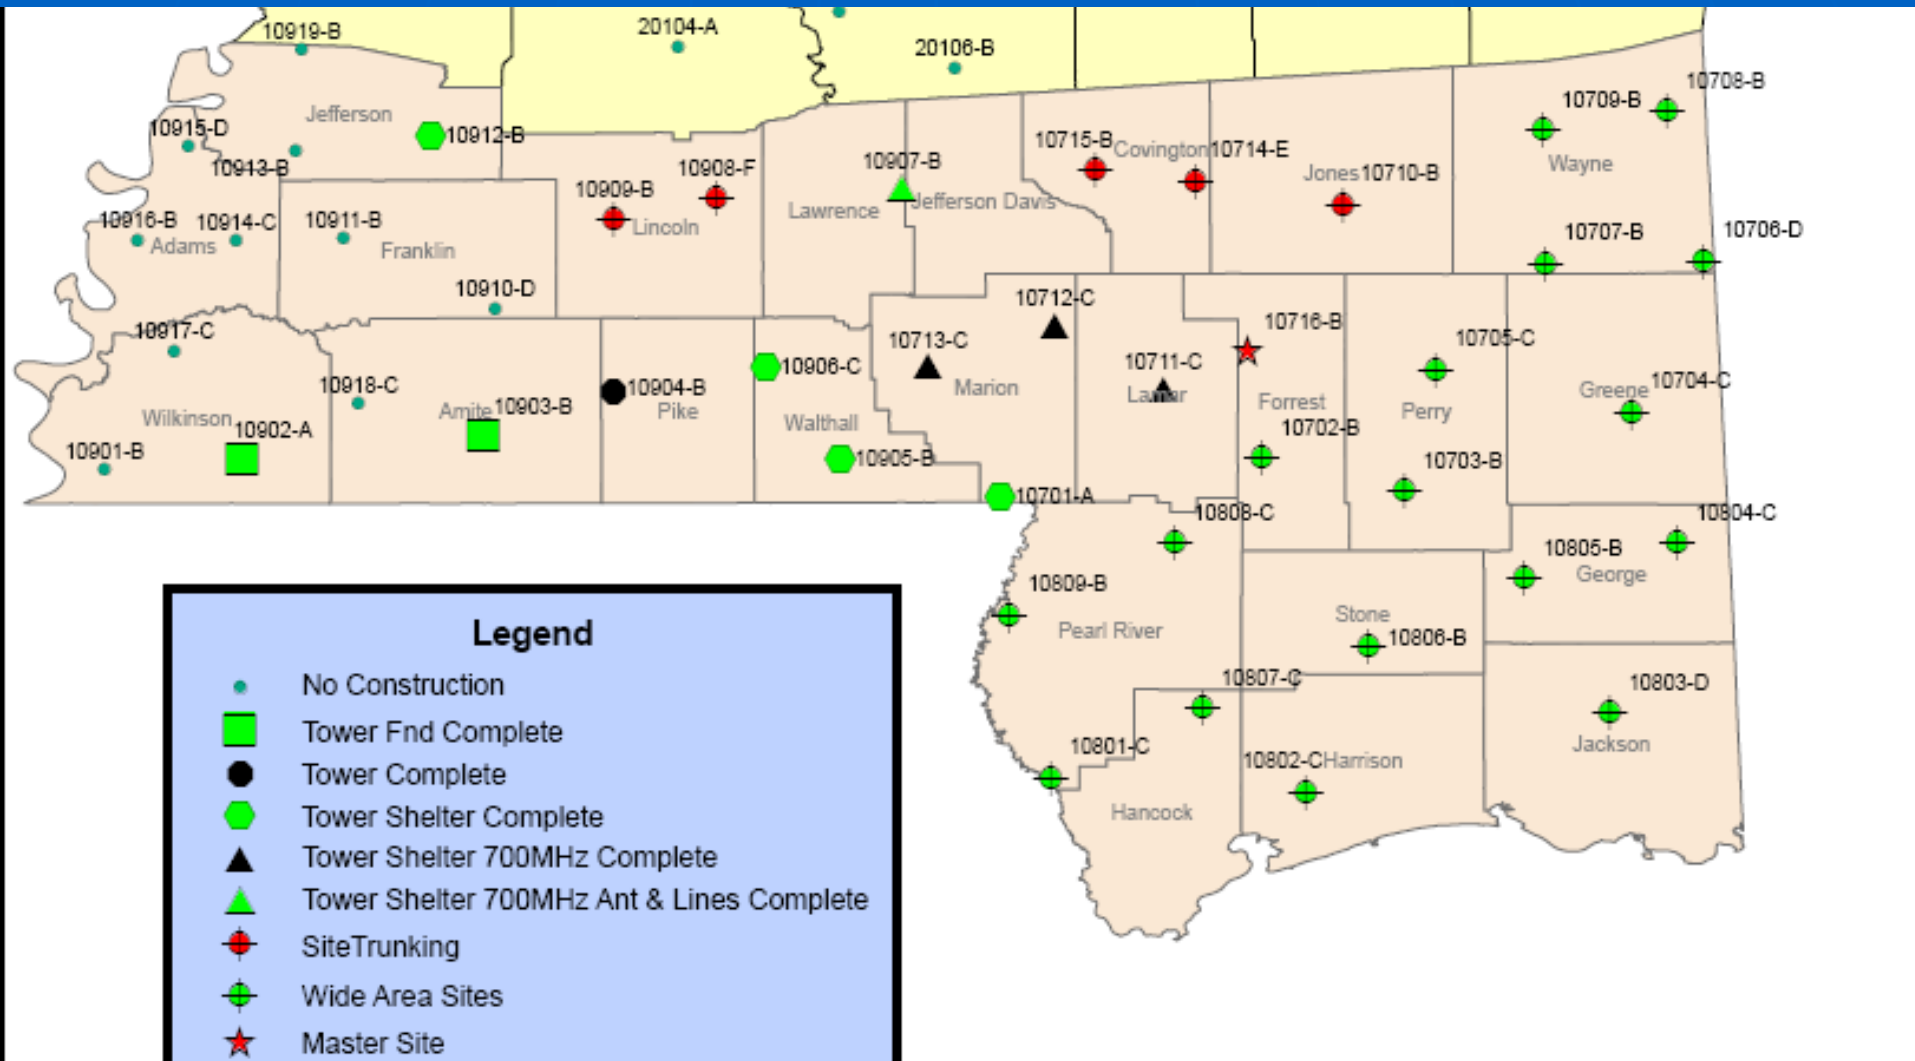 10919-B
20104-A
20106-B
10708-B
10709-B
Jefferson
10915-D
10912-B
10913-B
10908-F
10909-B
Lincoln
10907-B
Lawrence
Jefferson Davis
10715-B
Covington
10714-E
Jones
10710-B
Wayne
10916-B
10914-C
Adams
10911-B
Franklin
10707-B
10706-D
10910-D
10712-C
10917-C
10716-B
10705-C
10713-C
10711-C
10906-C
10904-B
Pike
Marion
Lamar
Forrest
Perry
Greene
10704-C
10918-C
Wilkinson
10902-A
Amite
10903-B
Walthall
10702-B
10901-B
10905-B
10703-B
10701-A
10808-C
10804-C
10805-B
George
10809-B
Pearl River
Stone
10806-B
10807-C
10803-D
10801-C
Jackson
10802-C
Harrison
Hancock
Legend
No Construction
Tower Fnd Complete
Tower Complete
Tower Shelter Complete
Tower Shelter 700MHz Complete
Tower Shelter 700MHz Ant & Lines Complete
SiteTrunking
Wide Area Sites
Master Site